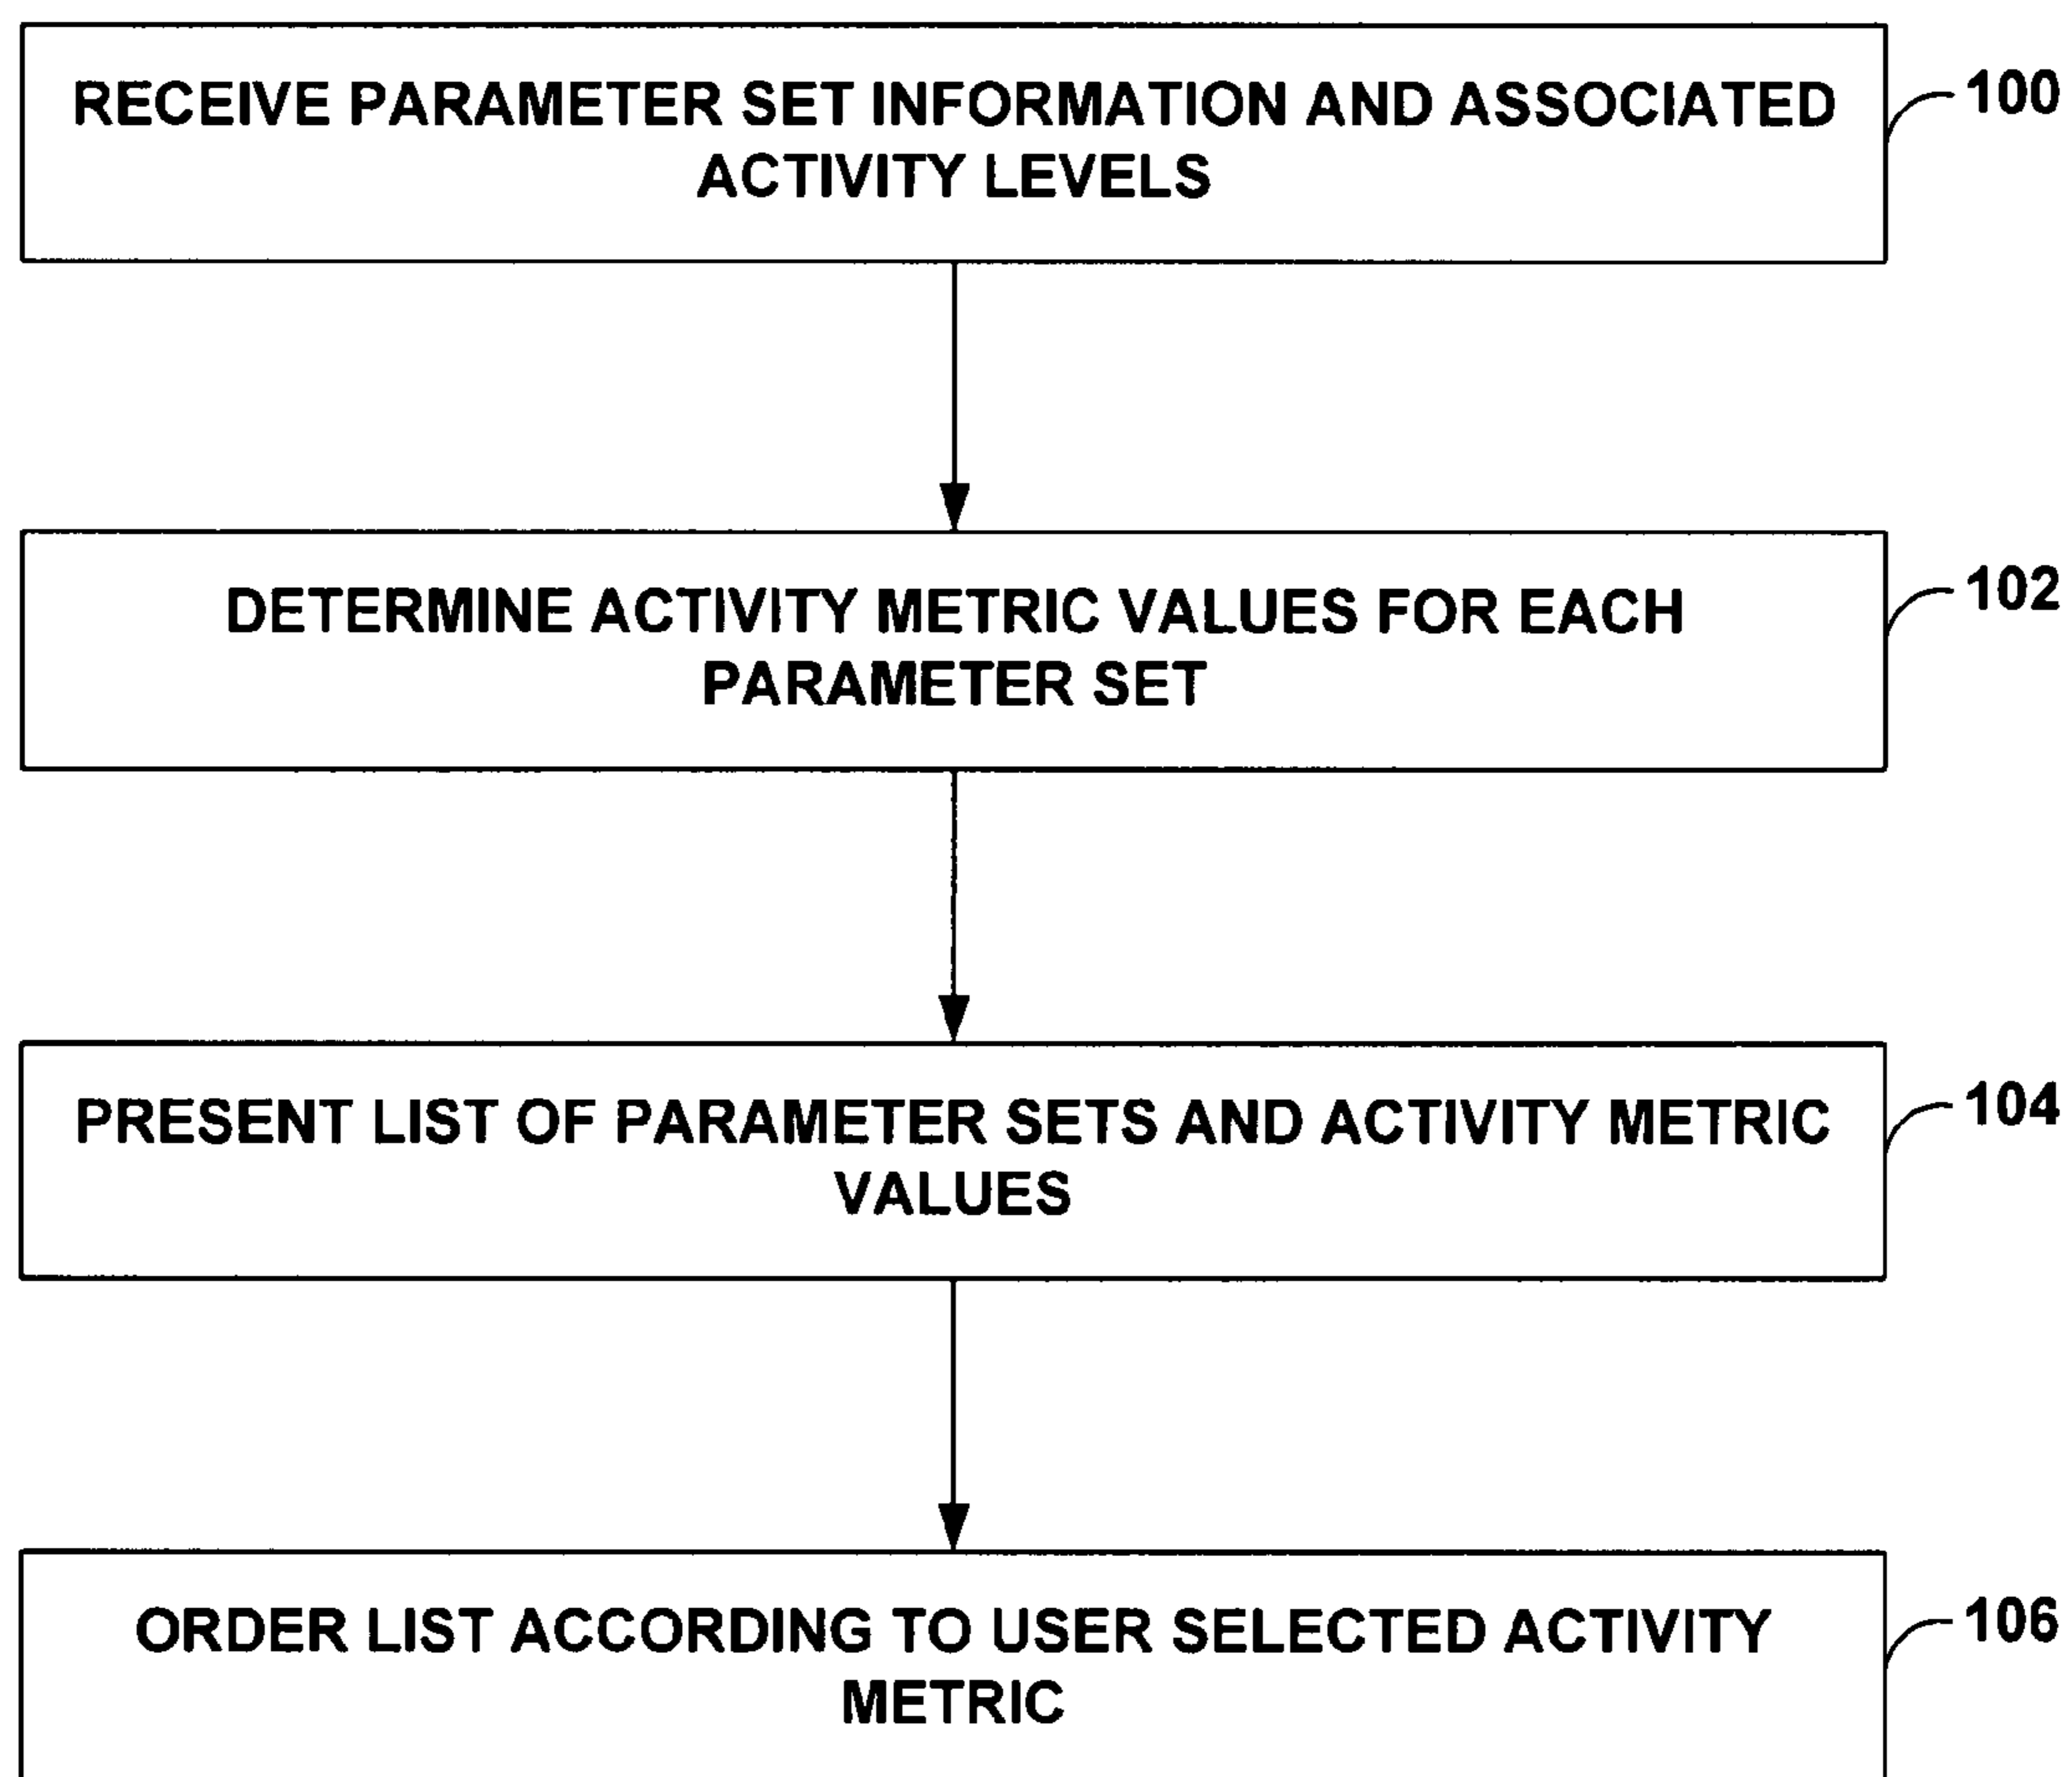 RECEIVE PARAMETER SET INFORMATION AND ASSOCIATED
ACTIVITY LEVELS
100
DETERMINE ACTIVITY METRIC VALUES FOR EACH
PARAMETER SET
102
PRESENT LIST OF PARAMETER SETS AND ACTIVITY METRIC
VALUES
104
ORDER LIST ACCORDING TO USER SELECTED ACTIVITY
METRIC
106